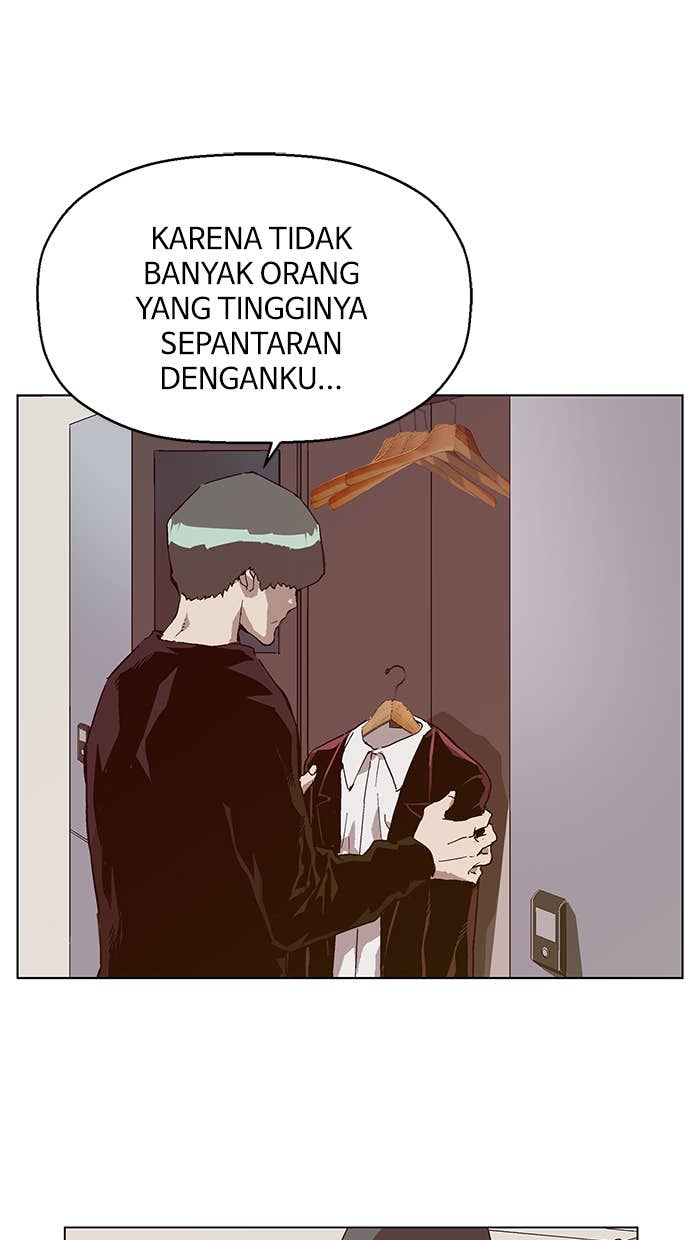 KARENA TIDAK
BANYAK ORANG
YANG TINGGINYA
SEPANTARAN
DENGANKU...